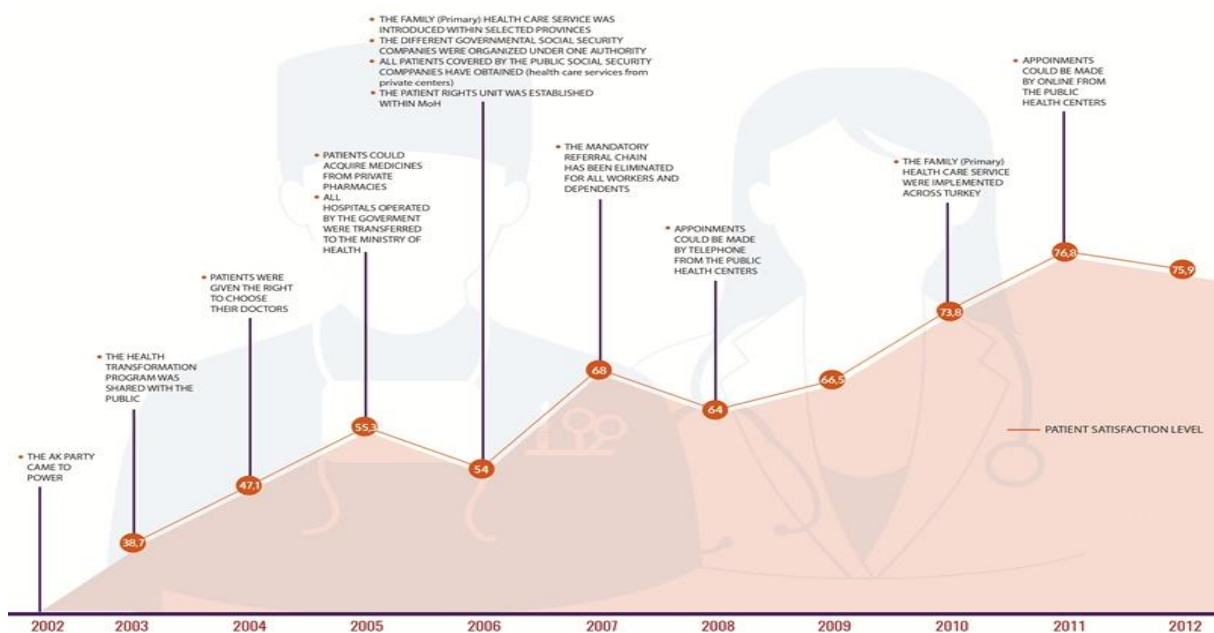 • THE FAMILY (Primary) HEALTH CARE SERVICE WAS
INTRODUCED WITHIN SELECTED PROVINCES
• THE DIFFERENT GOVERNMENTAL SOCIAL SECURITY
COMPANIES WERE ORGANIZED UNDER ONE AUTHORITY
• ALL PATIENTS COVERED BY THE PUBLIC SOCIAL SECURITY
COMPPANIES HAVE OBTAINED (health care services from
private centers)
• THE PATIENT RIGHTS UNIT WAS ESTABLISHED
WITHIN MoH
• APPOINMENTS
COULD BE MADE
BY ONLINE FROM
THE PUBLIC
HEALTH CENTERS
• PATIENTS COULD
ACQUIRE MEDICINES
FROM PRIVATE
PHARMACIES
• ALL
HOSPITALS OPERATED
BY THE GOVERMENT
WERE TRANSFERRED
TO THE MINISTRY OF
HEALTH
• THE MANDATORY
REFERRAL CHAIN
HAS BEEN ELIMINATED
FOR ALL WORKERS AND
DEPENDENTS
• THE FAMILY (Primary)
HEALTH CARE SERVICE
WERE IMPLEMENTED
ACROSS TURKEY
• APPOINMENTS
COULD BE MADE
BY TELEPHONE
FROM THE PUBLIC
HEALTH CENTERS
• PATIENTS WERE
GIVEN THE RIGHT
TO CHOOSE
THEIR DOCTORS
• THE HEALTH
TRANSFORMATION
PROGRAM WAS
SHARED WITH THE
PUBLIC
• THE AK PARTY
CAME TO
POWER
38,7
47,1
55,3
54
68
64
66,5
73,8
76,8
75,9
PATIENT SATISFACTION LEVEL
2002 2003 2004 2005 2006 2007 2008 2009 2010 2011 2012